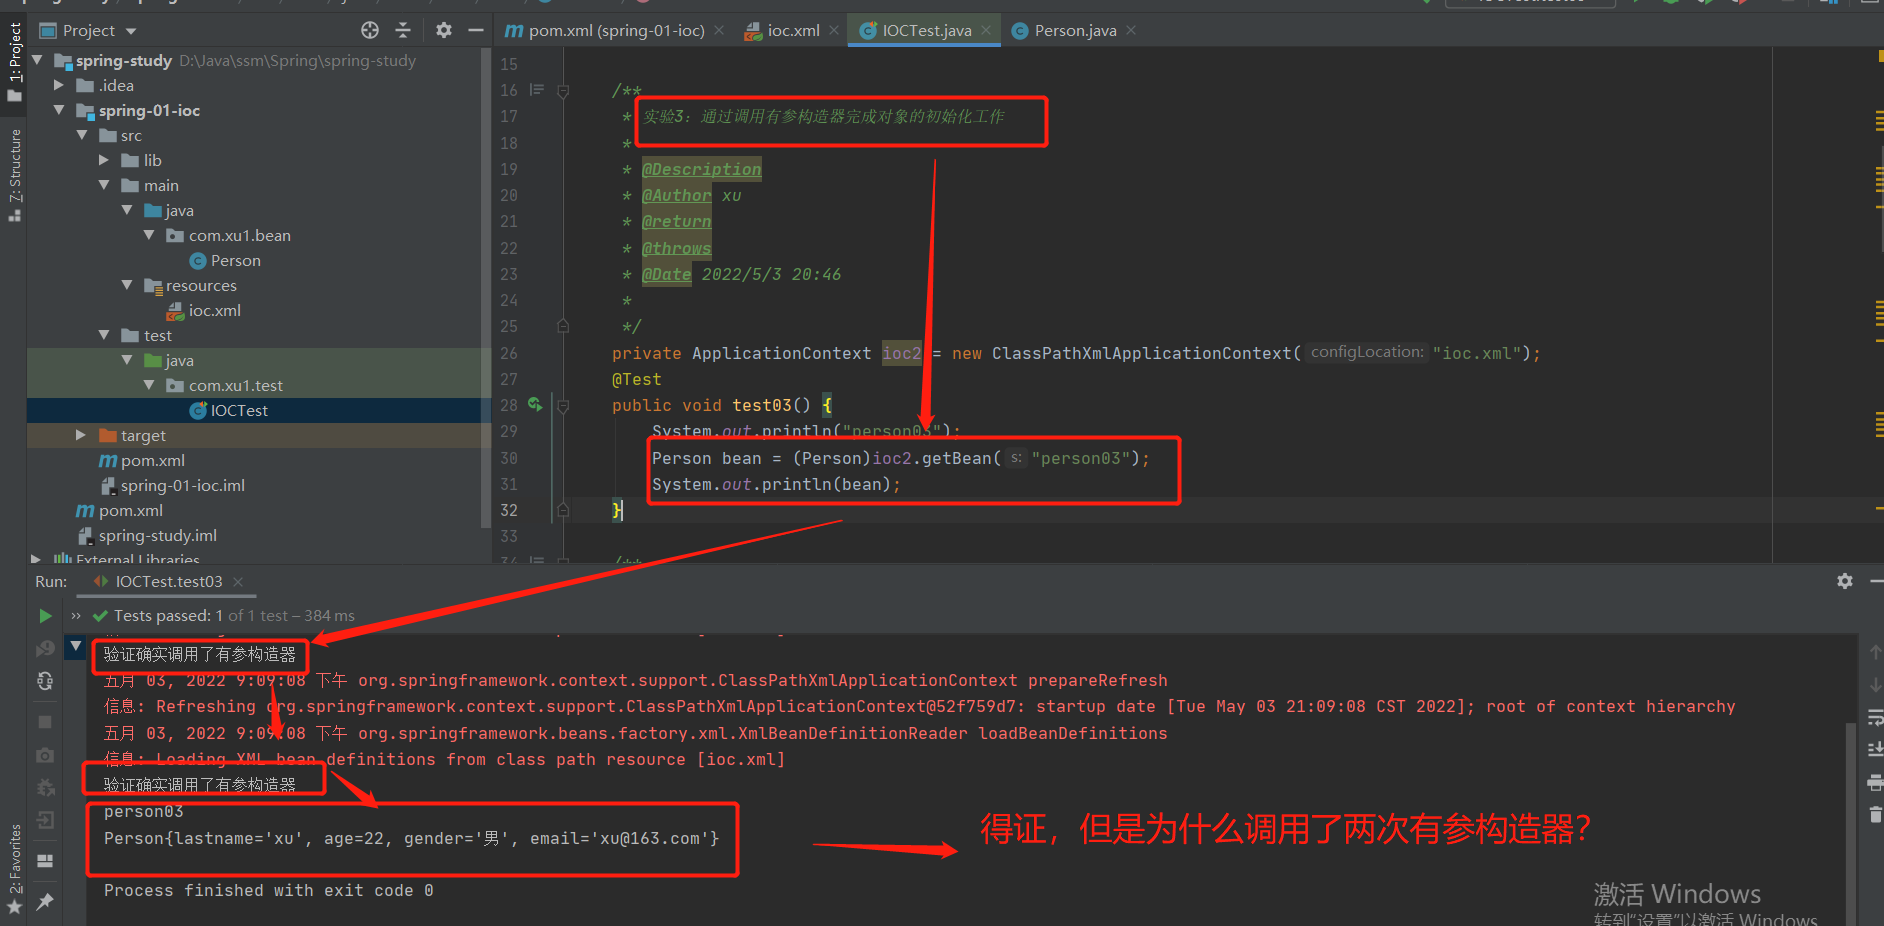 Project
pom.xml (spring-01-ioc)
ioc.xml
IOCTest.java
Person.java
1: Project
7: Structure
2: Favorites
spring-study D:\Java\ssm\Spring\spring-study
.idea
spring-01-ioc
src
lib
main
java
com.xu1.bean
Person
resources
ioc.xml
test
java
com.xu1.test
IOCTest
target
pom.xml
spring-01-ioc.iml
pom.xml
spring-study.iml
External Libraries
15
16 /**
17 * 实验3：通过调用有参构造器完成对象的初始化工作
18 *
19 * @Description
20 * @Author xu
21 * @return
22 * @throws
23 * @Date 2022/5/3 20:46
24 *
25 */
26 private ApplicationContext ioc2 = new ClassPathXmlApplicationContext( configLocation: "ioc.xml");
27 @Test
28 public void test03() {
29 System.out.println("person03");
30 Person bean = (Person)ioc2.getBean( s: "person03");
31 System.out.println(bean);
32 }
33
34 /**
Run: IOCTest.test03
Tests passed: 1 of 1 test – 384 ms
验证确实调用了有参构造器
五月 03, 2022 9:09:08 下午 org.springframework.context.support.ClassPathXmlApplicationContext prepareRefresh
信息: Refreshing org.springframework.context.support.ClassPathXmlApplicationContext@52f759d7: startup date [Tue May 03 21:09:08 CST 2022]; root of context hierarchy
五月 03, 2022 9:09:08 下午 org.springframework.beans.factory.xml.XmlBeanDefinitionReader loadBeanDefinitions
信息: Loading XML bean definitions from class path resource [ioc.xml]
验证确实调用了有参构造器
person03
Person{lastname='xu', age=22, gender='男', email='xu@163.com'}
得证，但是为什么调用了两次有参构造器？
Process finished with exit code 0
激活 Windows
转到"设置"以激活 Windows。